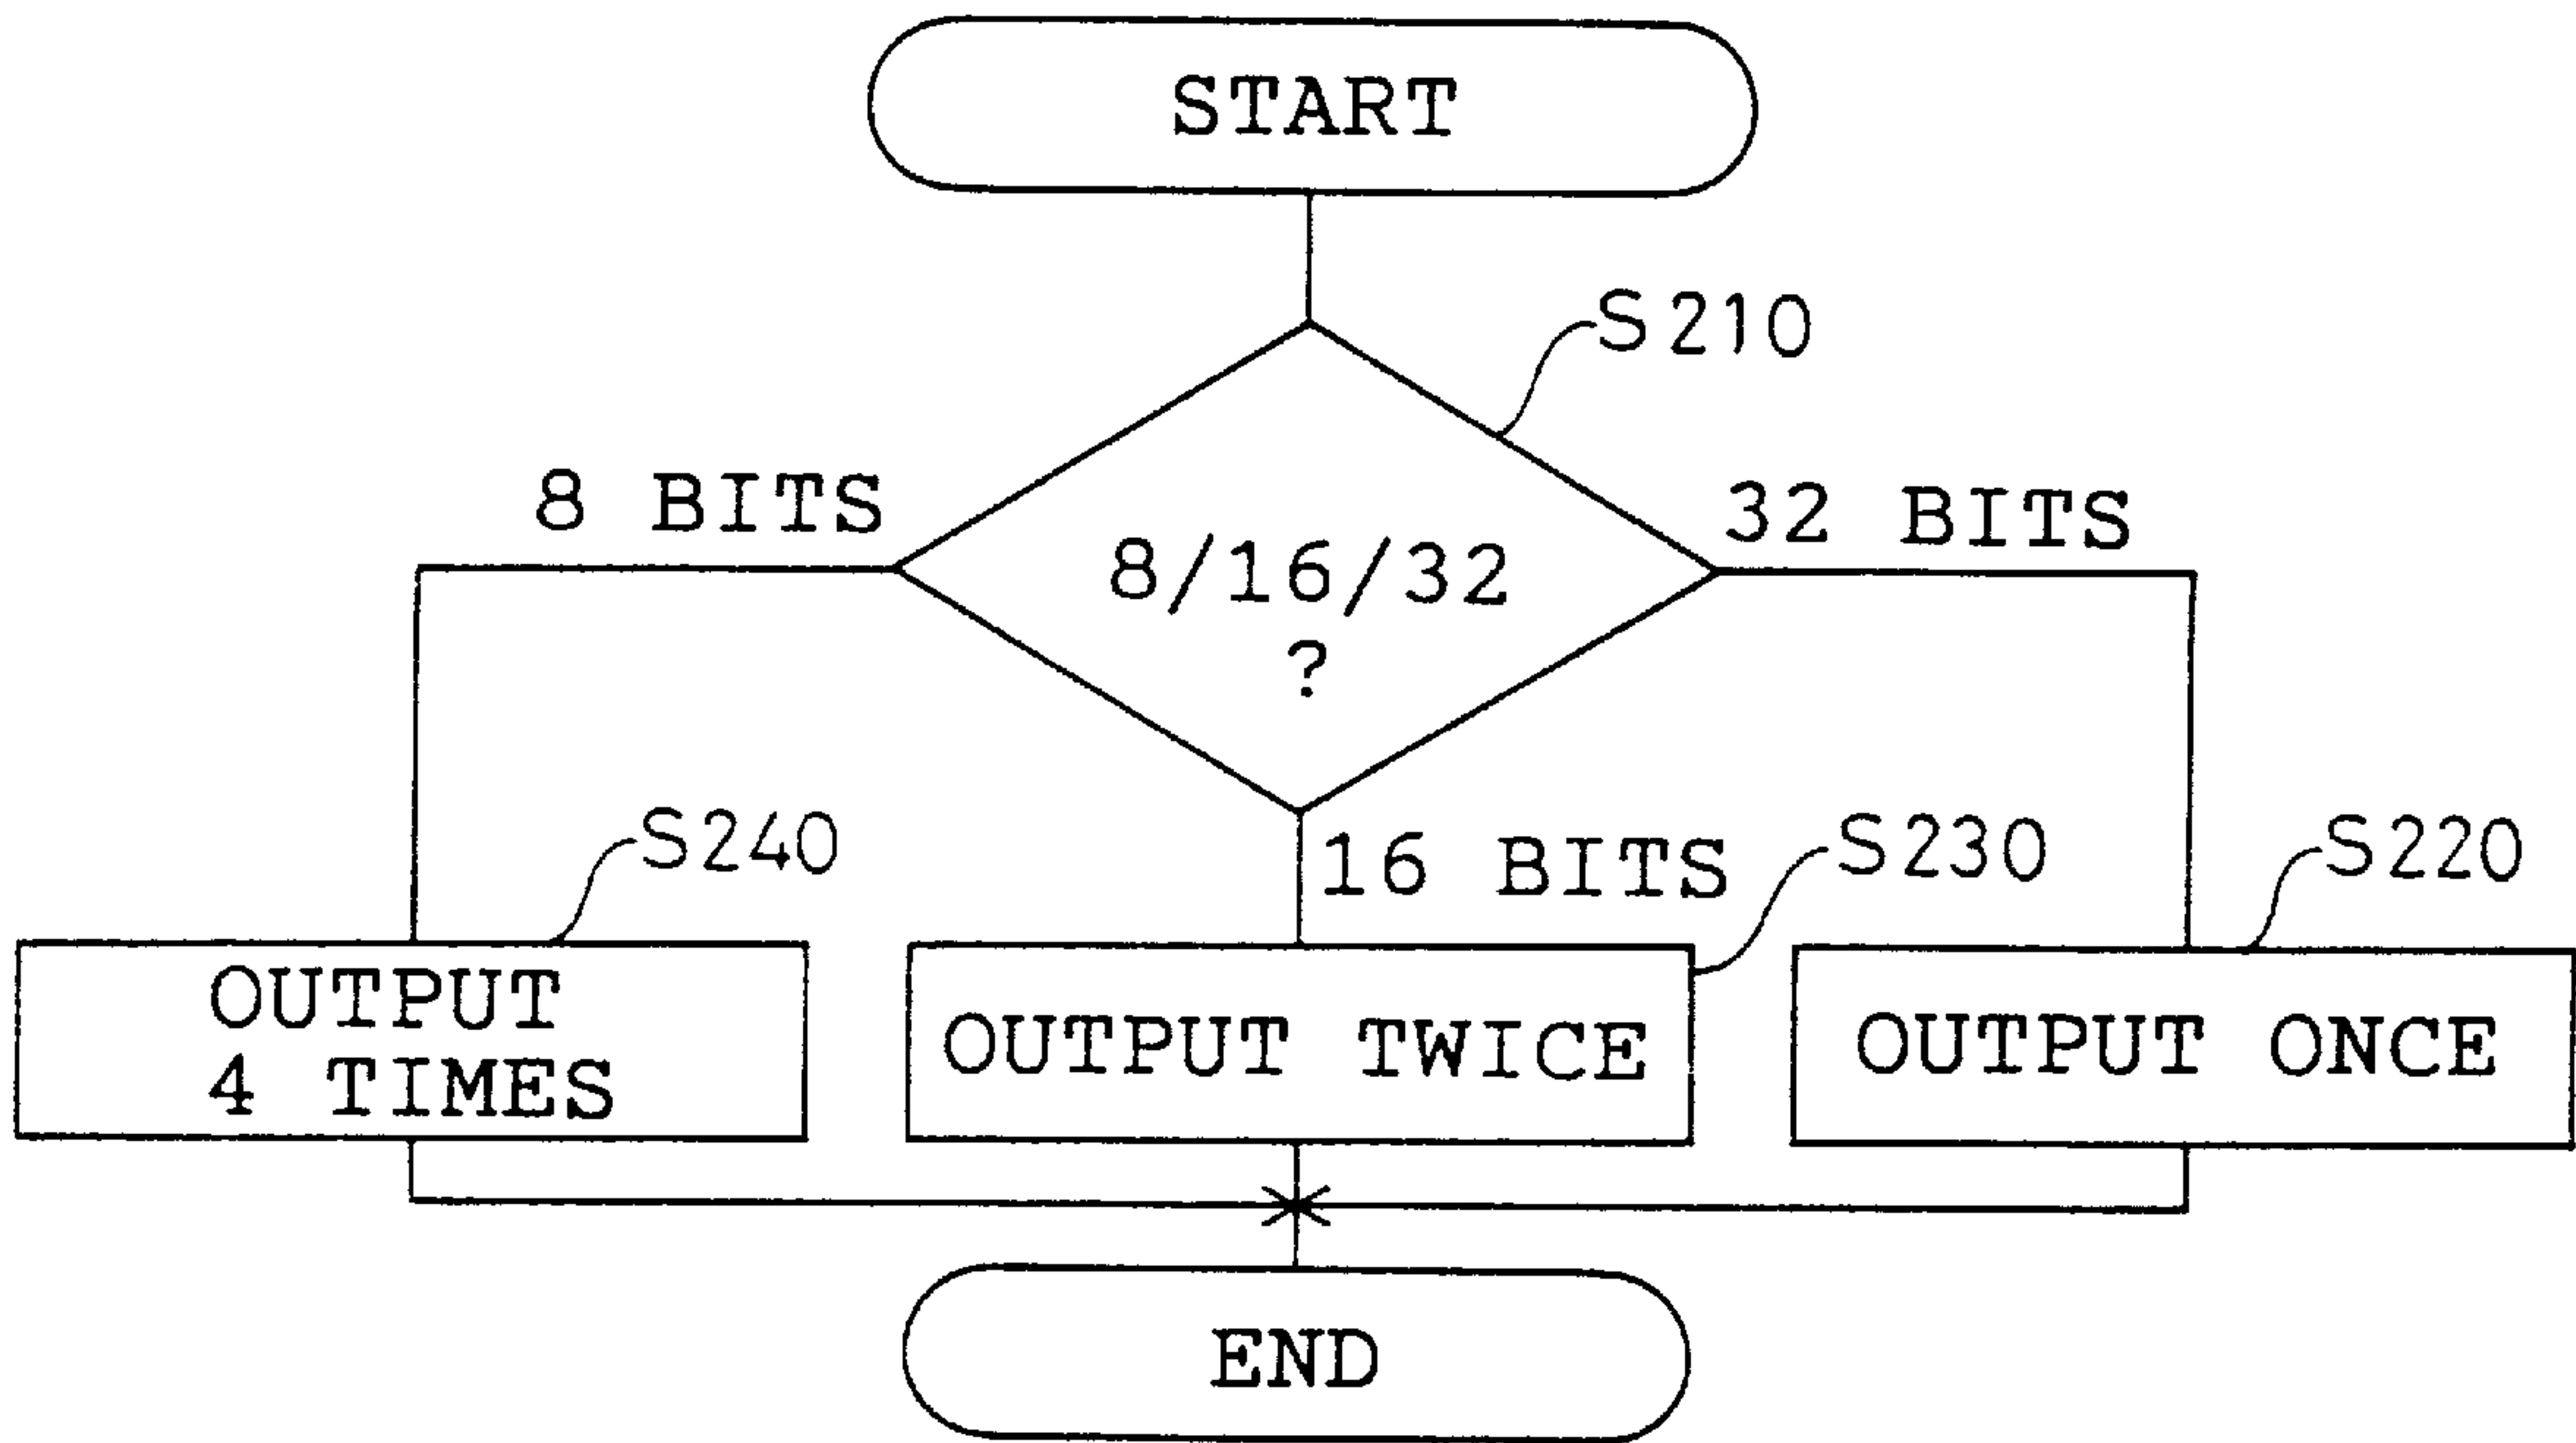 START
S210
8 BITS
32 BITS
8/16/32
?
S240
16 BITS
S230
S220
OUTPUT
4 TIMES
OUTPUT TWICE
OUTPUT ONCE
END